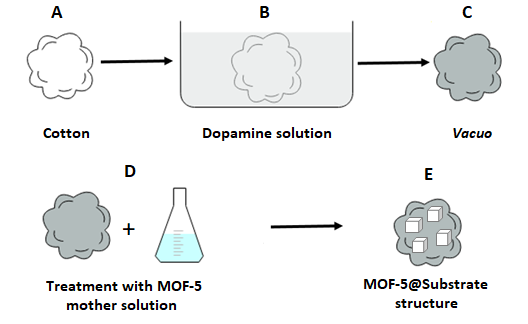 A
B
C
Cotton
Dopamine solution
Vacuo
D
E
+
Treatment with MOF-5
mother solution
MOF-5@Substrate
structure